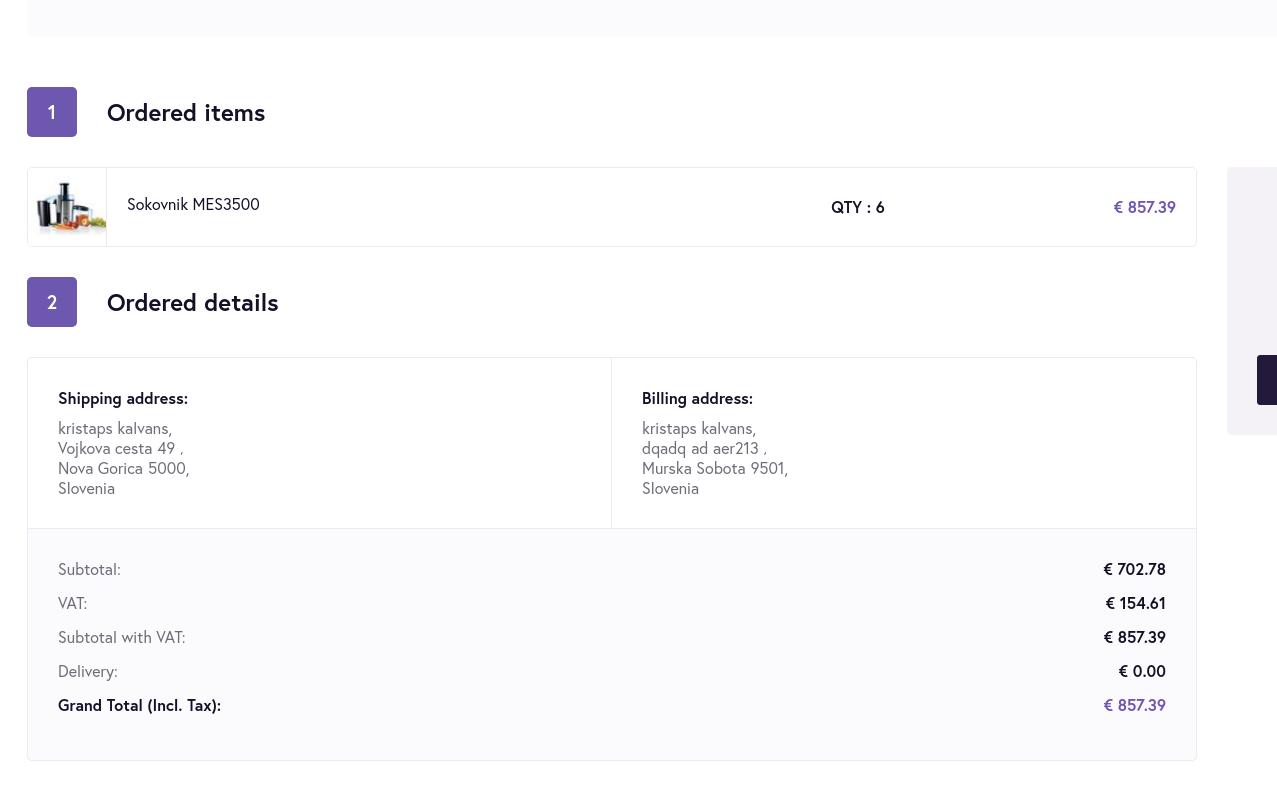 1
Ordered items
Sokovnik MES3500
QTY : 6
€ 857.39
2
Ordered details
Shipping address:
kristaps kalvans,
Vojkova cesta 49 ,
Nova Gorica 5000,
Slovenia
Billing address:
kristaps kalvans,
dqadq ad aer213 ,
Murska Sobota 9501,
Slovenia
Subtotal:
€ 702.78
VAT:
€ 154.61
Subtotal with VAT:
€ 857.39
Delivery:
€ 0.00
Grand Total (Incl. Tax):
€ 857.39